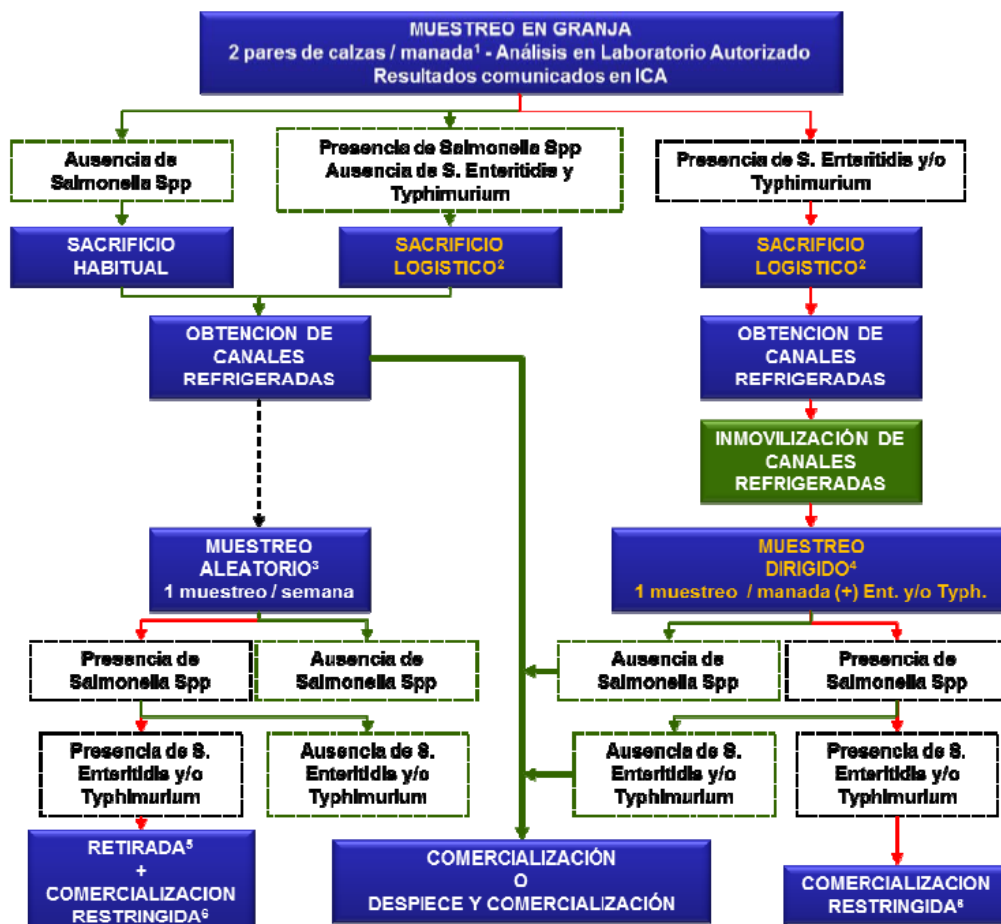 MUESTREO EN GRANJA
2 pares de calzas / manada¹ - Análisis en Laboratorio Autorizado
Resultados comunicados en ICA
Ausencia de
Salmonella Spp
Presencia de Salmonella Spp
Ausencia de S. Enteritidis y
Typhimurium
Presencia de S. Enteritidis y/o
Typhimurium
SACRIFICIO
HABITUAL
SACRIFICIO
LOGISTICO²
SACRIFICIO
LOGISTICO²
OBTENCION DE
CANALES
REFRIGERADAS
OBTENCION DE
CANALES
REFRIGERADAS
INMOVILIZACIÓN DE
CANALES
REFRIGERADAS
MUESTREO
ALEATORIO³
1 muestreo / semana
MUESTREO
DIRIGIDO⁴
1 muestreo / manada (+) Ent. y/o Typh.
Presencia de
Salmonella Spp
Ausencia de
Salmonella Spp
Ausencia de
Salmonella Spp
Presencia de
Salmonella Spp
Presencia de S.
Enteritidis y/o
Typhimurium
Ausencia de S.
Enteritidis y/o
Typhimurium
Ausencia de S.
Enteritidis y/o
Typhimurium
Presencia de S.
Enteritidis y/o
Typhimurium
RETIRADA⁵
+
COMERCIALIZACION
RESTRINGIDA⁶
COMERCIALIZACIÓN
O
DESPIECE Y COMERCIALIZACIÓN
COMERCIALIZACION
RESTRINGIDA⁶